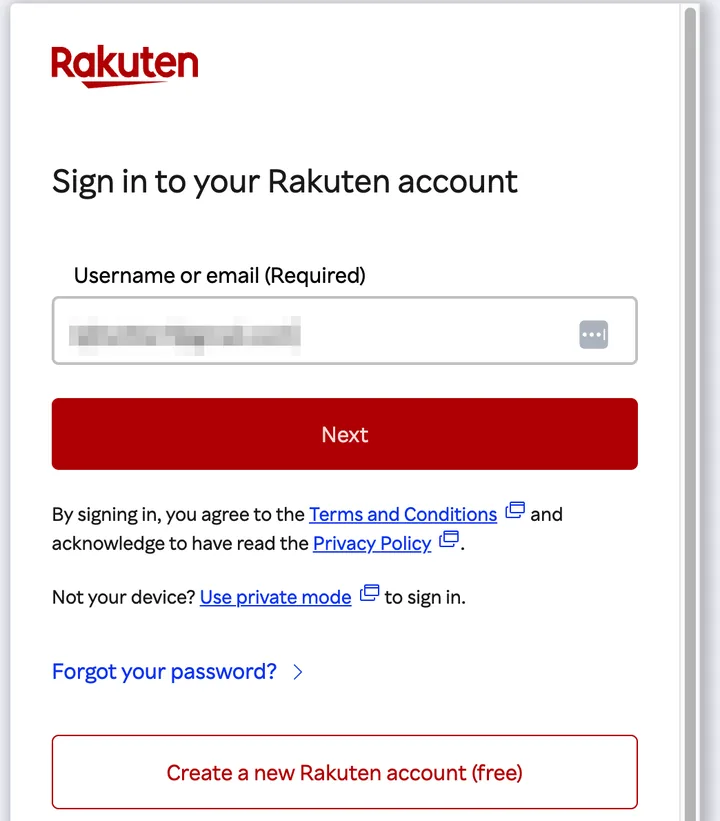 Rakuten
Sign in to your Rakuten account
Username or email (Required)
Next
By signing in, you agree to the Terms and Conditions and
acknowledge to have read the Privacy Policy .
Not your device? Use private mode to sign in.
Forgot your password?
Create a new Rakuten account (free)